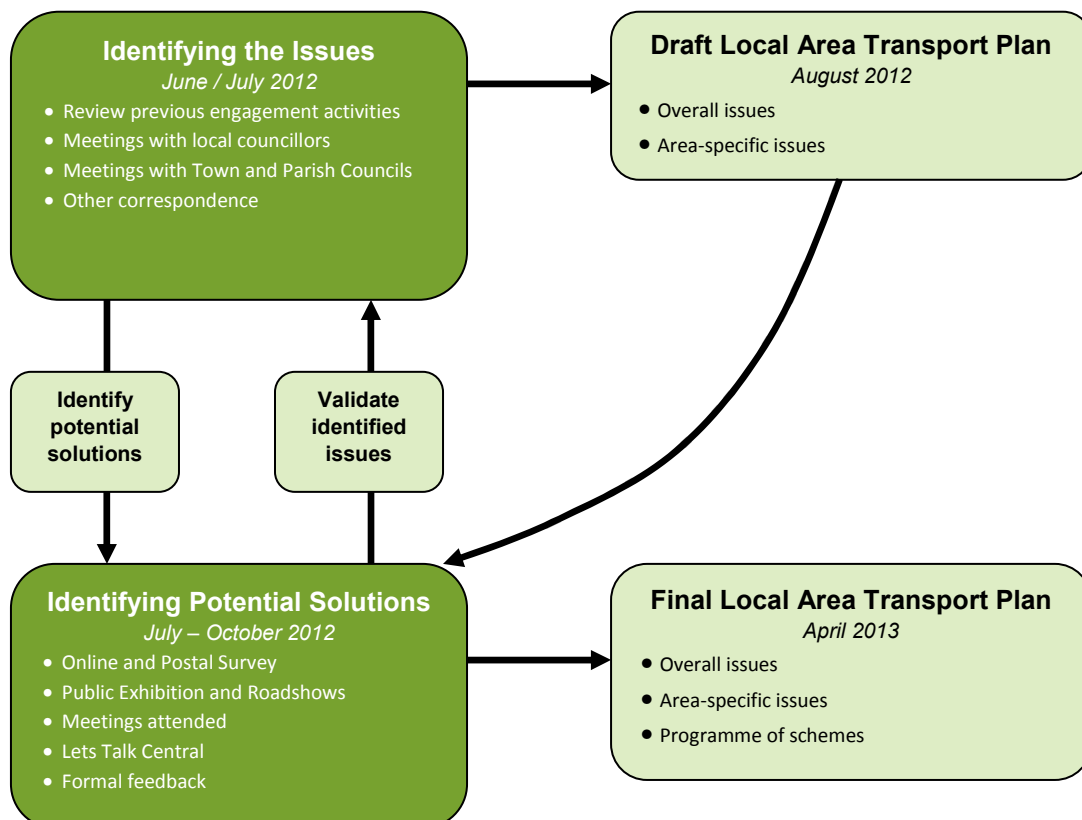 Identifying the Issues
June / July 2012
• Review previous engagement activities
• Meetings with local councillors
• Meetings with Town and Parish Councils
• Other correspondence
Draft Local Area Transport Plan
August 2012
• Overall issues
• Area-specific issues
Identify
potential
solutions
Validate
identified
issues
Identifying Potential Solutions
July – October 2012
• Online and Postal Survey
• Public Exhibition and Roadshows
• Meetings attended
• Lets Talk Central
• Formal feedback
Final Local Area Transport Plan
April 2013
• Overall issues
• Area-specific issues
• Programme of schemes